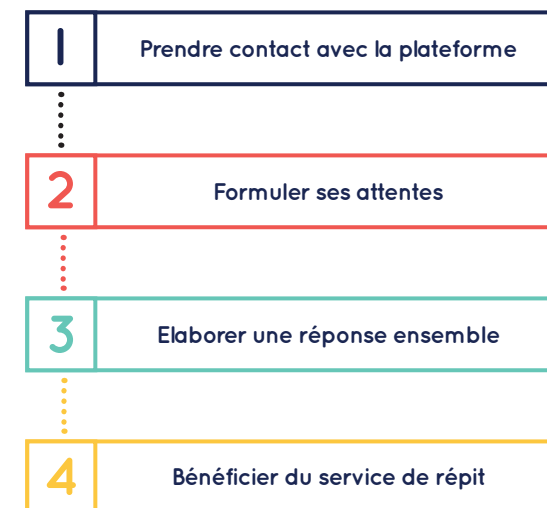 1 Prendre contact avec la plateforme
2 Formuler ses attentes
3 Elaborer une réponse ensemble
4 Bénéficier du service de répit